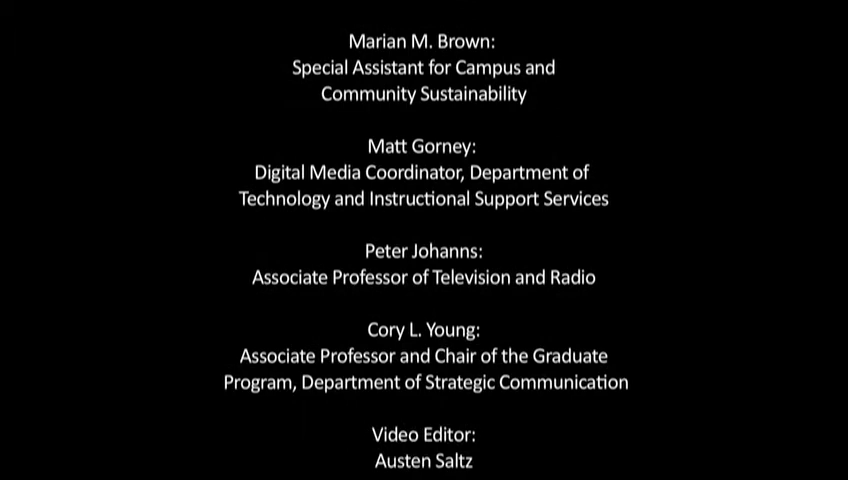 Marian M. Brown:
Special Assistant for Campus and
Community Sustainability
Matt Gorney:
Digital Media Coordinator, Department of
Technology and Instructional Support Services
Peter Johanns:
Associate Professor of Television and Radio
Cory L. Young:
Associate Professor and Chair of the Graduate
Program, Department of Strategic Communication
Video Editor:
Austen Saltz